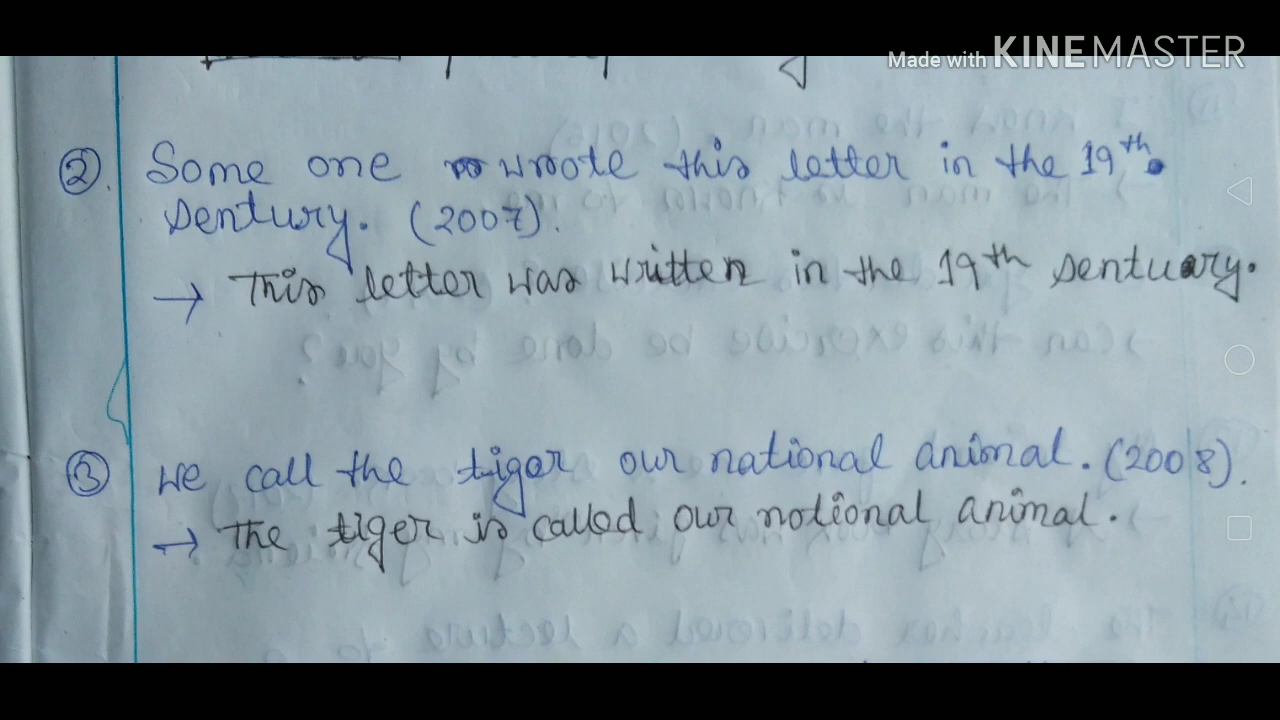 Made with KINEMASTER
② Some one wrote this letter in the 19th
sentury. (2007).
→ This letter was written in the 19th sentuary.
③ we call the tiger our national animal. (2008).
→ The tiger is called our notional animal.